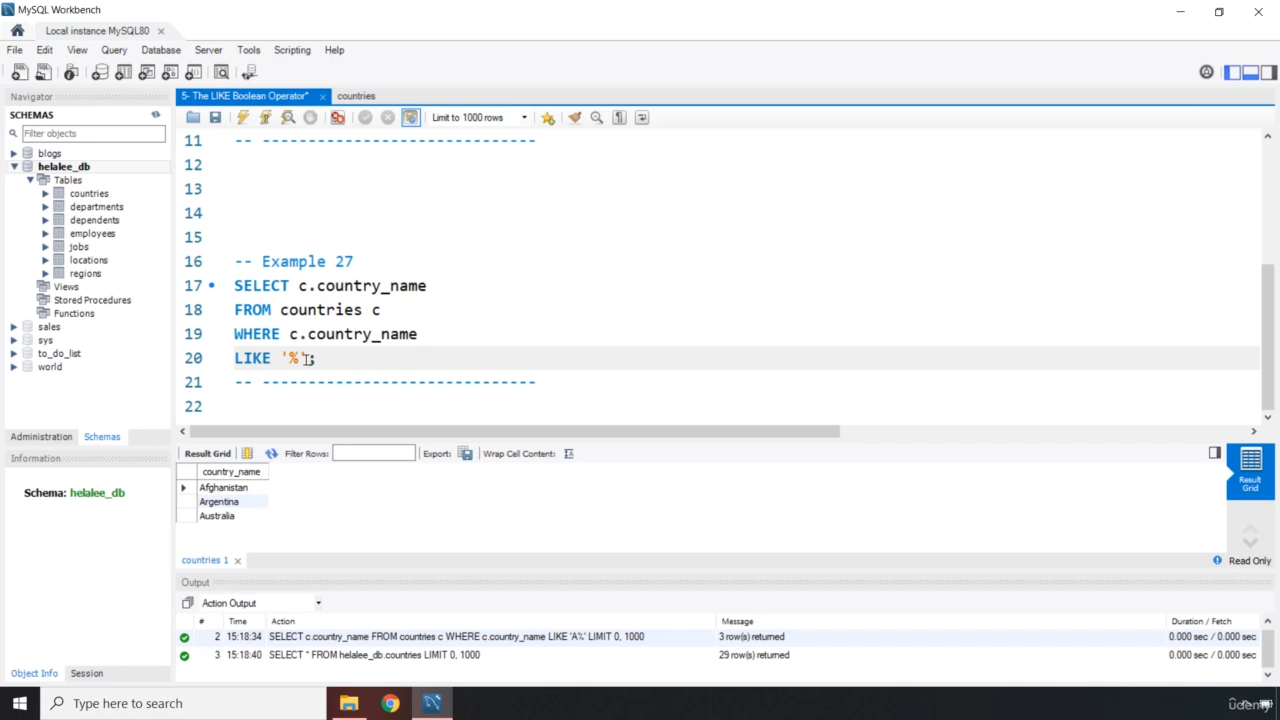 MySQL Workbench
Local instance MySQL80
File Edit View Query Database Server Tools Scripting Help
Navigator
SCHEMAS
Filter objects
blogs
helalee_db
Tables
countries
departments
dependents
employees
jobs
locations
regions
Views
Stored Procedures
Functions
sales
sys
to_do_list
world
Administration Schemas
Information
Schema: helalee_db
Object Info Session
5- The LIKE Boolean Operator* countries
Limit to 1000 rows
11 -- ------------------------------
12
13
14
15
16 -- Example 27
17 SELECT c.country_name
18 FROM countries c
19 WHERE c.country_name
20 LIKE '%';
21 -- ------------------------------
22
Result Grid Filter Rows: Export: Wrap Cell Content:
country_name
Afghanistan
Argentina
Australia
Result Grid
countries 1
Read Only
Output
Action Output
# Time Action Message Duration / Fetch
2 15:18:34 SELECT c.country_name FROM countries c WHERE c.country_name LIKE 'A%' LIMIT 0, 1000 3 row(s) returned 0.000 sec / 0.000 sec
3 15:18:40 SELECT * FROM helalee_db.countries LIMIT 0, 1000 29 row(s) returned 0.000 sec / 0.000 sec
Type here to search
udemy